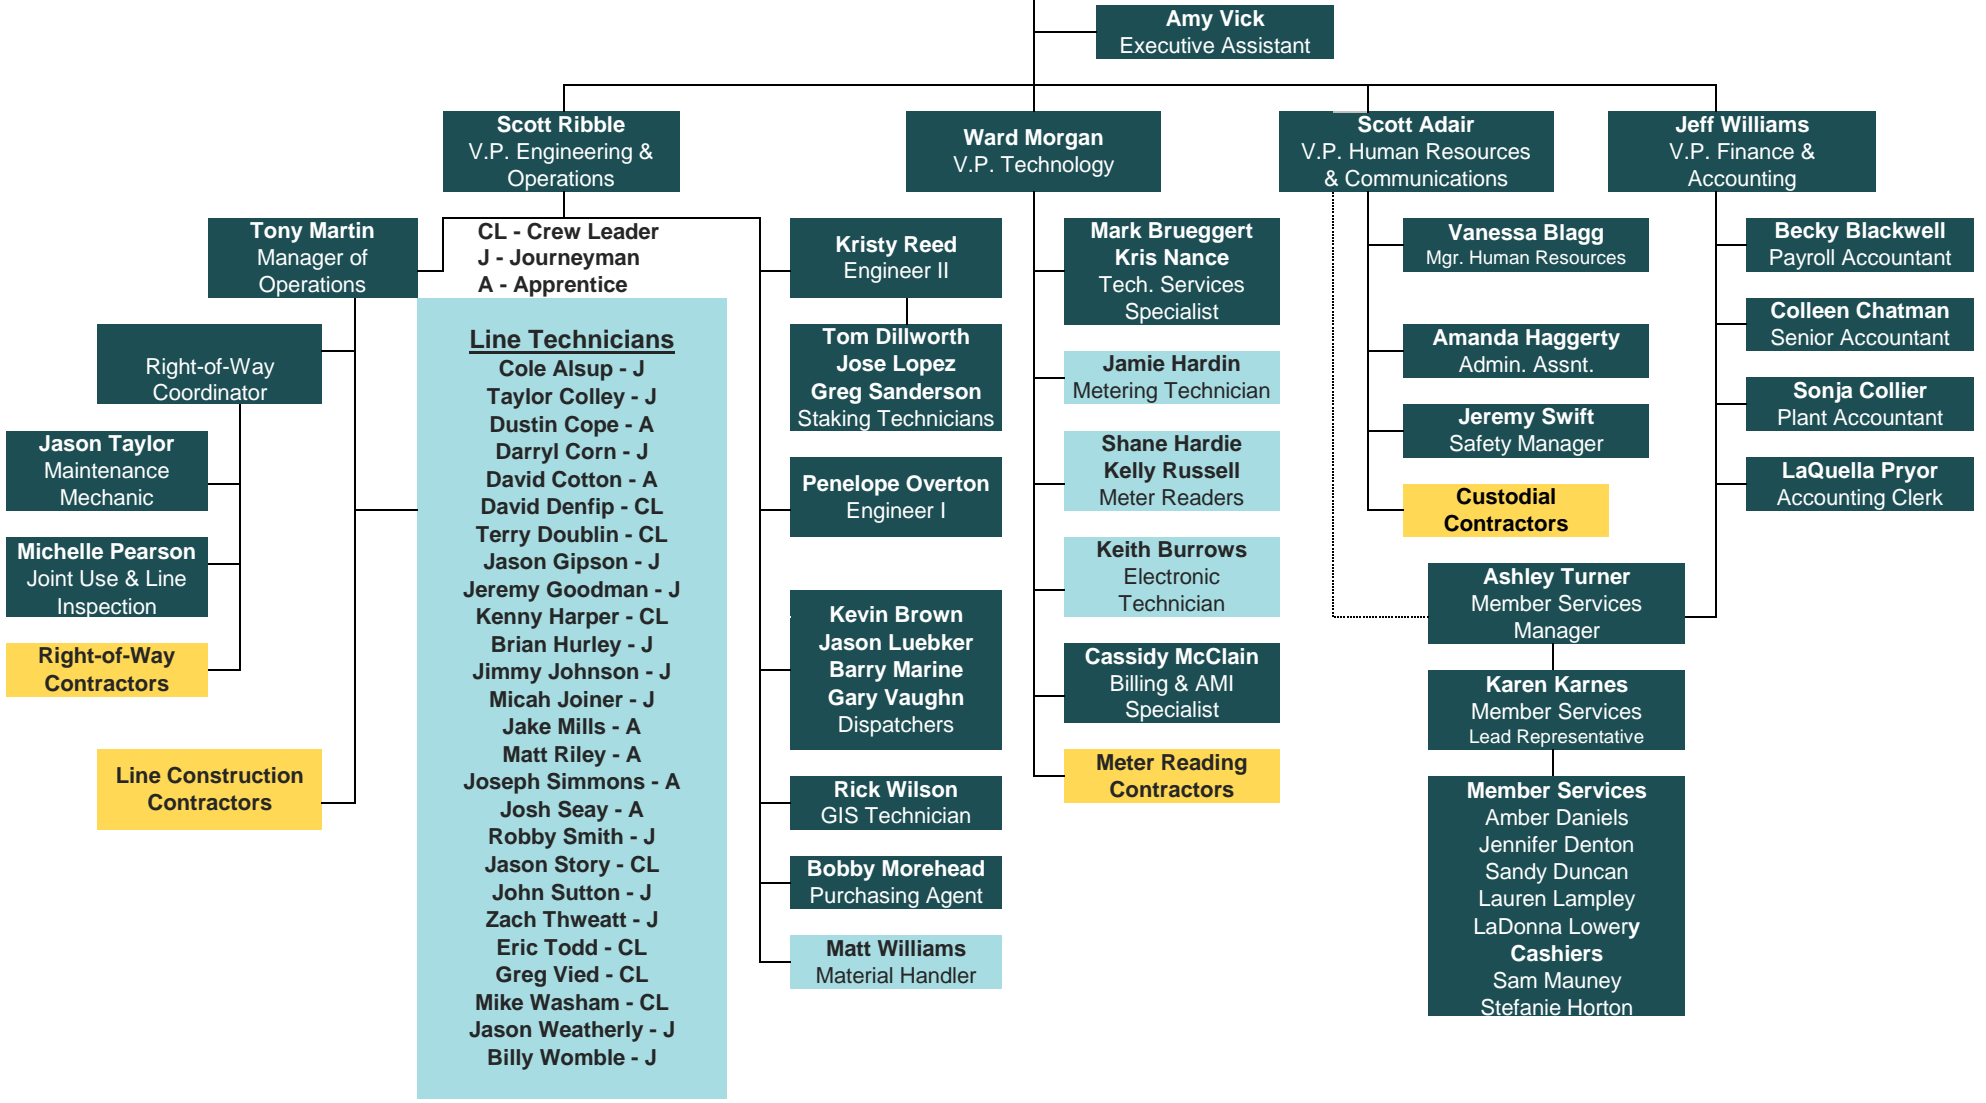 Amy Vick
Executive Assistant
Scott Ribble
V.P. Engineering &
Operations
Ward Morgan
V.P. Technology
Scott Adair
V.P. Human Resources
& Communications
Jeff Williams
V.P. Finance &
Accounting
Tony Martin
Manager of
Operations
CL - Crew Leader
J - Journeyman
A - Apprentice
Right-of-Way
Coordinator
Jason Taylor
Maintenance
Mechanic
Michelle Pearson
Joint Use & Line
Inspection
Right-of-Way
Contractors
Line Construction
Contractors
Line Technicians
Cole Alsup - J
Taylor Colley - J
Dustin Cope - A
Darryl Corn - J
David Cotton - A
David Denfip - CL
Terry Doublin - CL
Jason Gipson - J
Jeremy Goodman - J
Kenny Harper - CL
Brian Hurley - J
Jimmy Johnson - J
Micah Joiner - J
Jake Mills - A
Matt Riley - A
Joseph Simmons - A
Josh Seay - A
Robby Smith - J
Jason Story - CL
John Sutton - J
Zach Thweatt - J
Eric Todd - CL
Greg Vied - CL
Mike Washam - CL
Jason Weatherly - J
Billy Womble - J
Kristy Reed
Engineer II
Tom Dillworth
Jose Lopez
Greg Sanderson
Staking Technicians
Penelope Overton
Engineer I
Kevin Brown
Jason Luebker
Barry Marine
Gary Vaughn
Dispatchers
Rick Wilson
GIS Technician
Bobby Morehead
Purchasing Agent
Matt Williams
Material Handler
Mark Brueggert
Kris Nance
Tech. Services
Specialist
Jamie Hardin
Metering Technician
Shane Hardie
Kelly Russell
Meter Readers
Keith Burrows
Electronic
Technician
Cassidy McClain
Billing & AMI
Specialist
Meter Reading
Contractors
Vanessa Blagg
Mgr. Human Resources
Amanda Haggerty
Admin. Assnt.
Jeremy Swift
Safety Manager
Custodial
Contractors
Becky Blackwell
Payroll Accountant
Colleen Chatman
Senior Accountant
Sonja Collier
Plant Accountant
LaQuella Pryor
Accounting Clerk
Ashley Turner
Member Services
Manager
Karen Karnes
Member Services
Lead Representative
Member Services
Amber Daniels
Jennifer Denton
Sandy Duncan
Lauren Lampley
LaDonna Lowery
Cashiers
Sam Mauney
Stefanie Horton